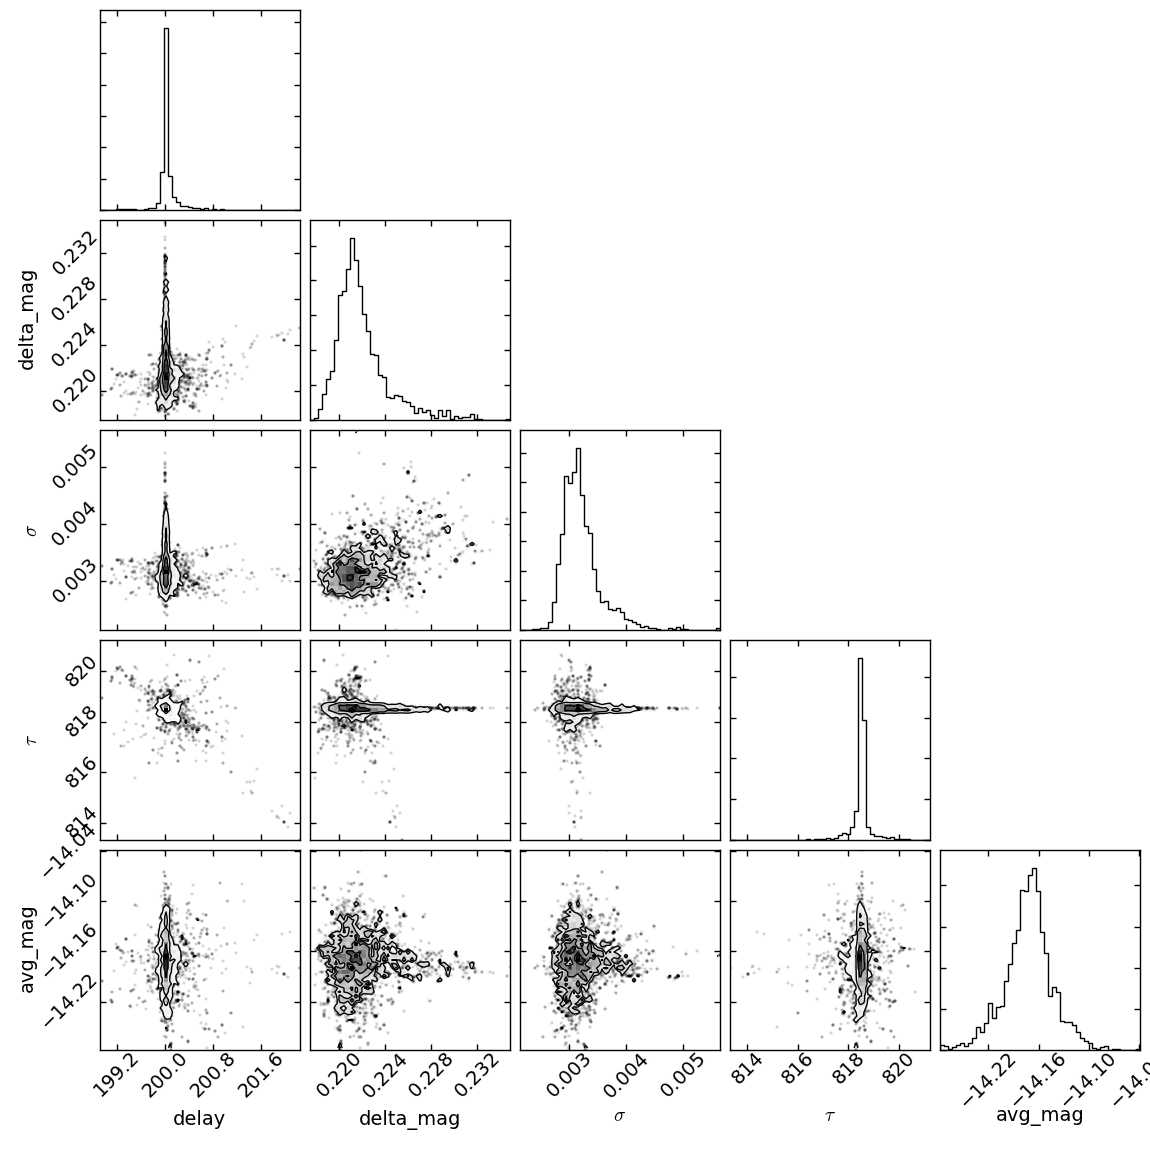 0.232
0.228
0.224
0.220
delta_mag
0.005
0.004
0.003
σ
820
818
816
814
τ
−14.04
−14.10
−14.16
−14.22
avg_mag
199.2 200.0 200.8 201.6
0.220 0.224 0.228 0.232
0.003 0.004 0.005
814 816 818 820
−14.22 −14.16 −14.10
delay delta_mag σ τ avg_mag